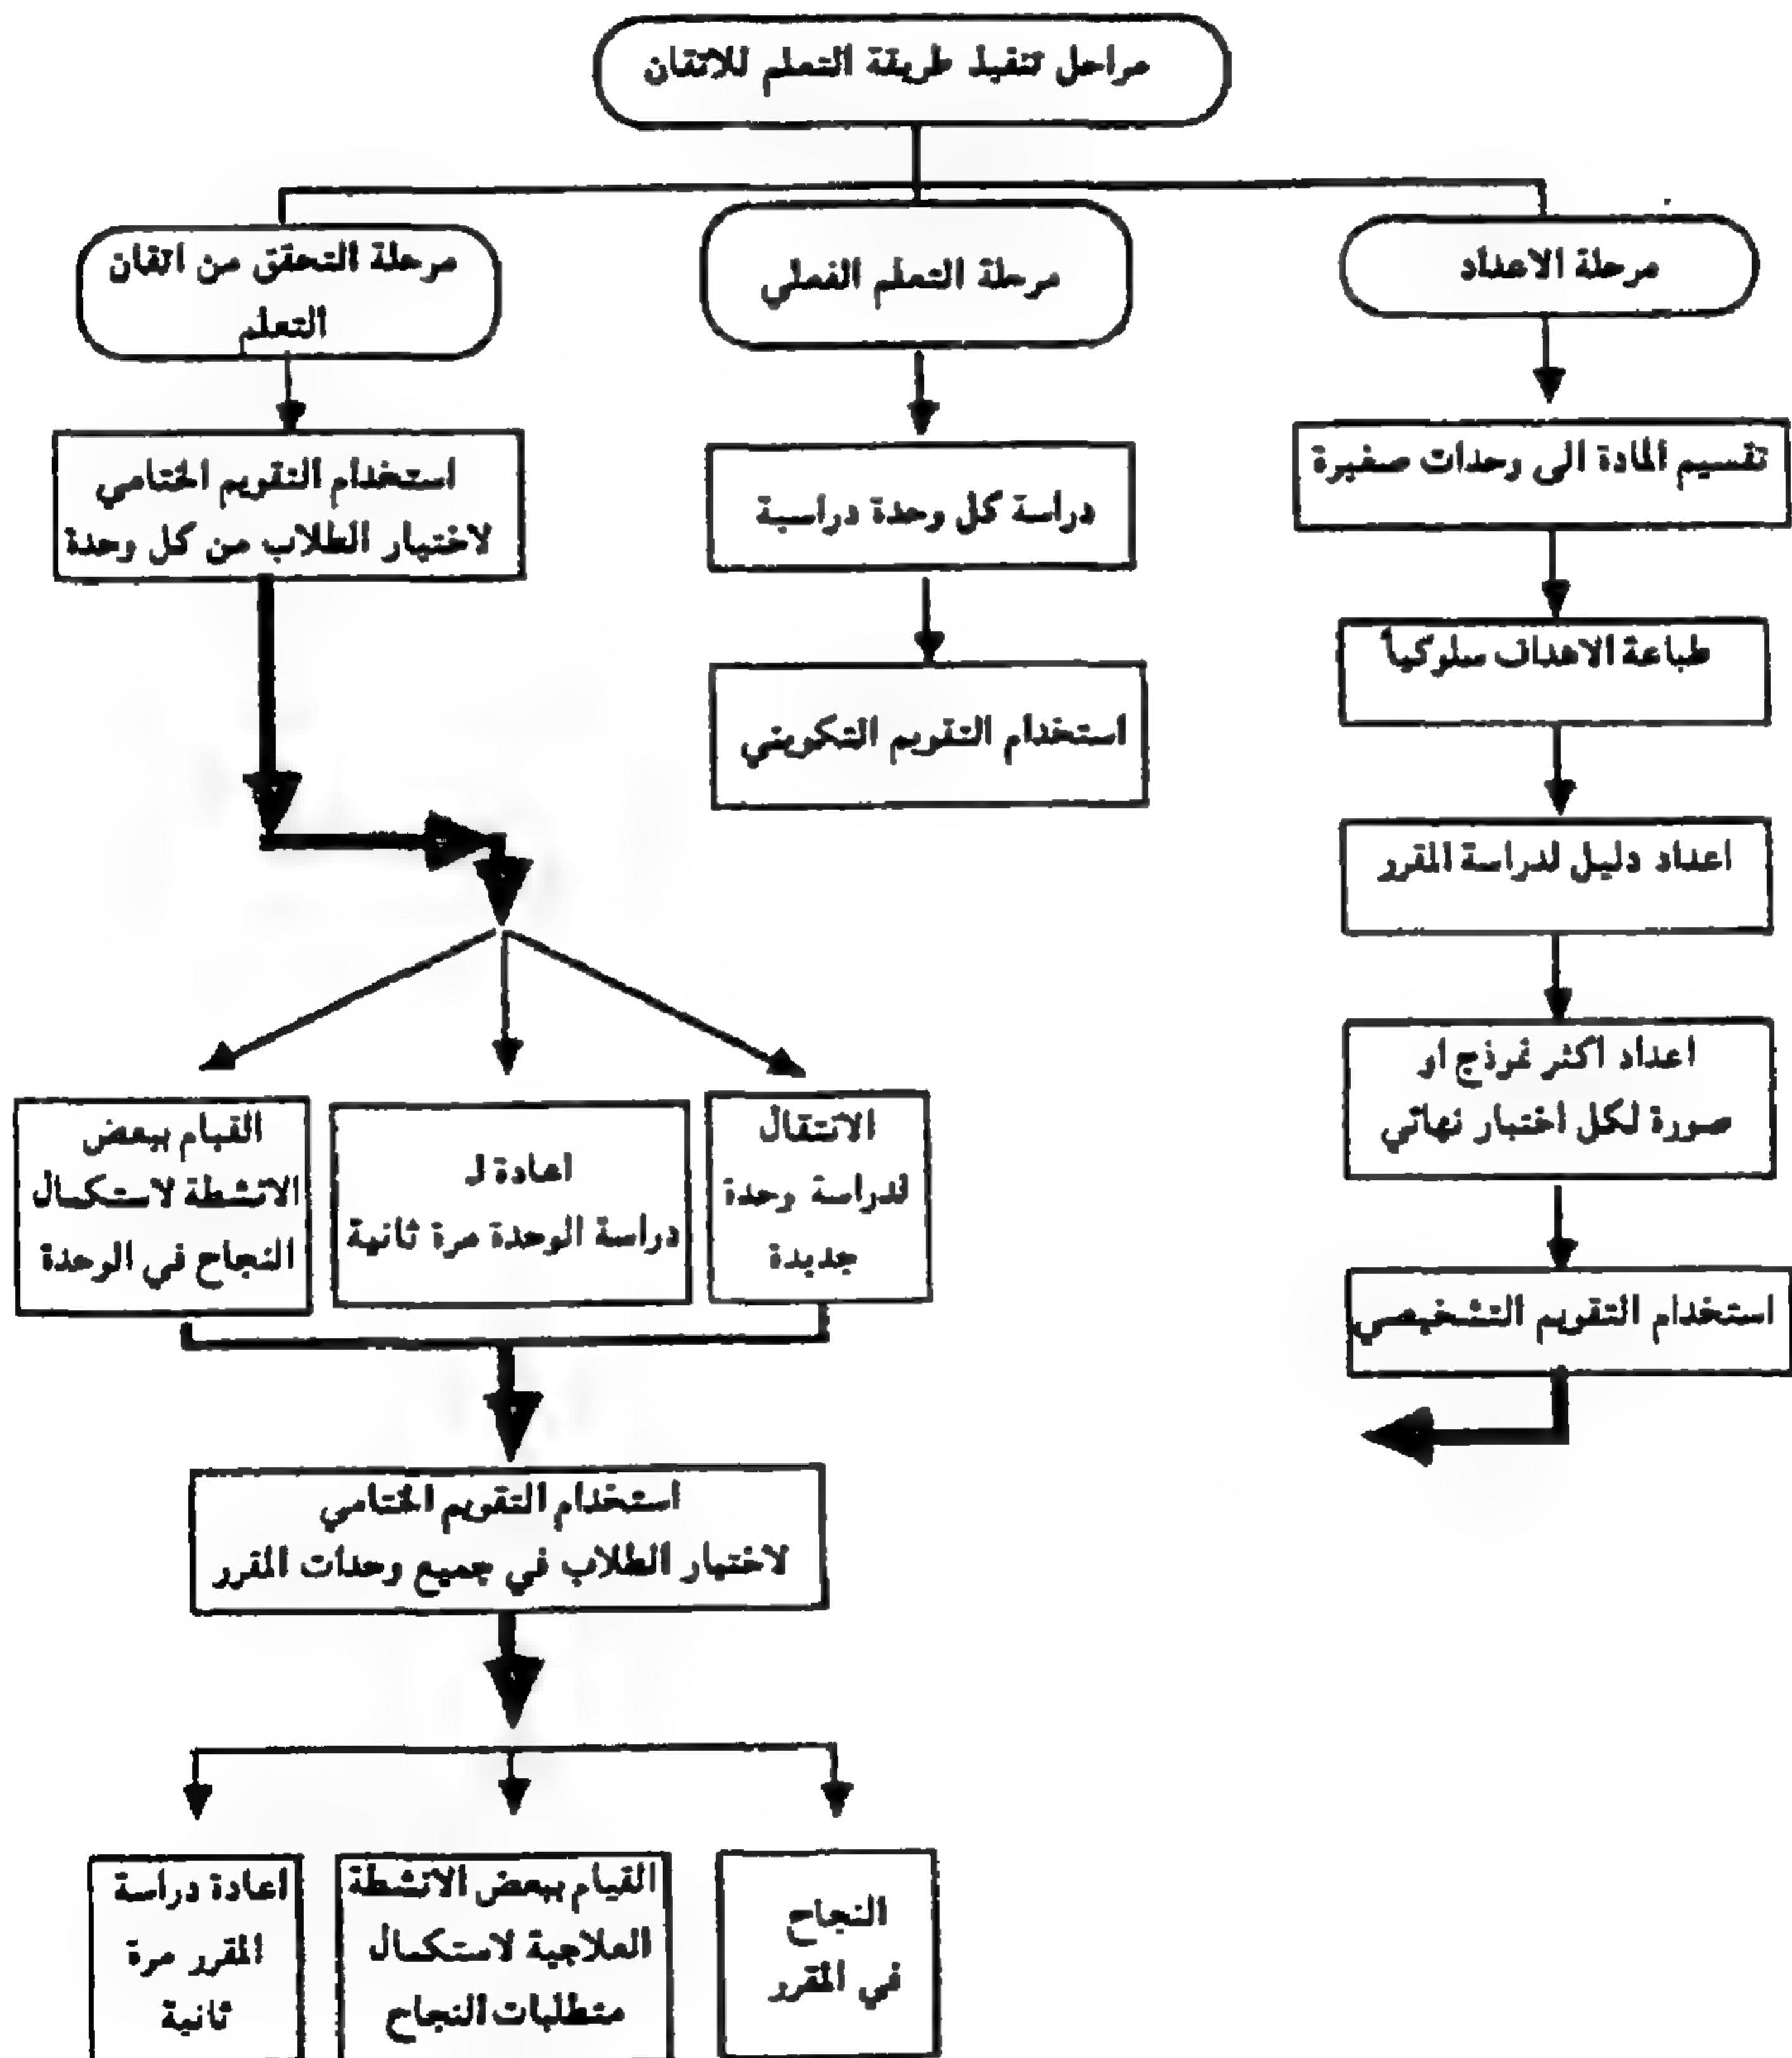 مراحل تنفيذ طريقة التعلم للاتقان
مرحلة الاعداد
تقسيم المادة الى وحدات صغيرة
طباعة الاهداف سلوكياً
اعداد دليل لدراسة المقرر
اعداد اكثر نموذج او
صورة لكل اختبار نهائي
استخدام التقويم التشخيصي
مرحلة التعلم الفعلي
دراسة كل وحدة دراسية
استخدام التقويم التكويني
مرحلة التحقق من اتقان
التعلم
استخدام التقويم الختامي
لاختبار الطلاب من كل وحدة
الانتقال
لدراسة وحدة
جديدة
اعادة لـ
دراسة الوحدة مرة ثانية
القيام ببعض
الانشطة لاستكمال
النجاح في الوحدة
استخدام التقويم الختامي
لاختبار الطلاب في جميع وحدات المقرر
النجاح
في المقرر
القيام ببعض الانشطة
العلاجية لاستكمال
متطلبات النجاح
اعادة دراسة
المقرر مرة
ثانية